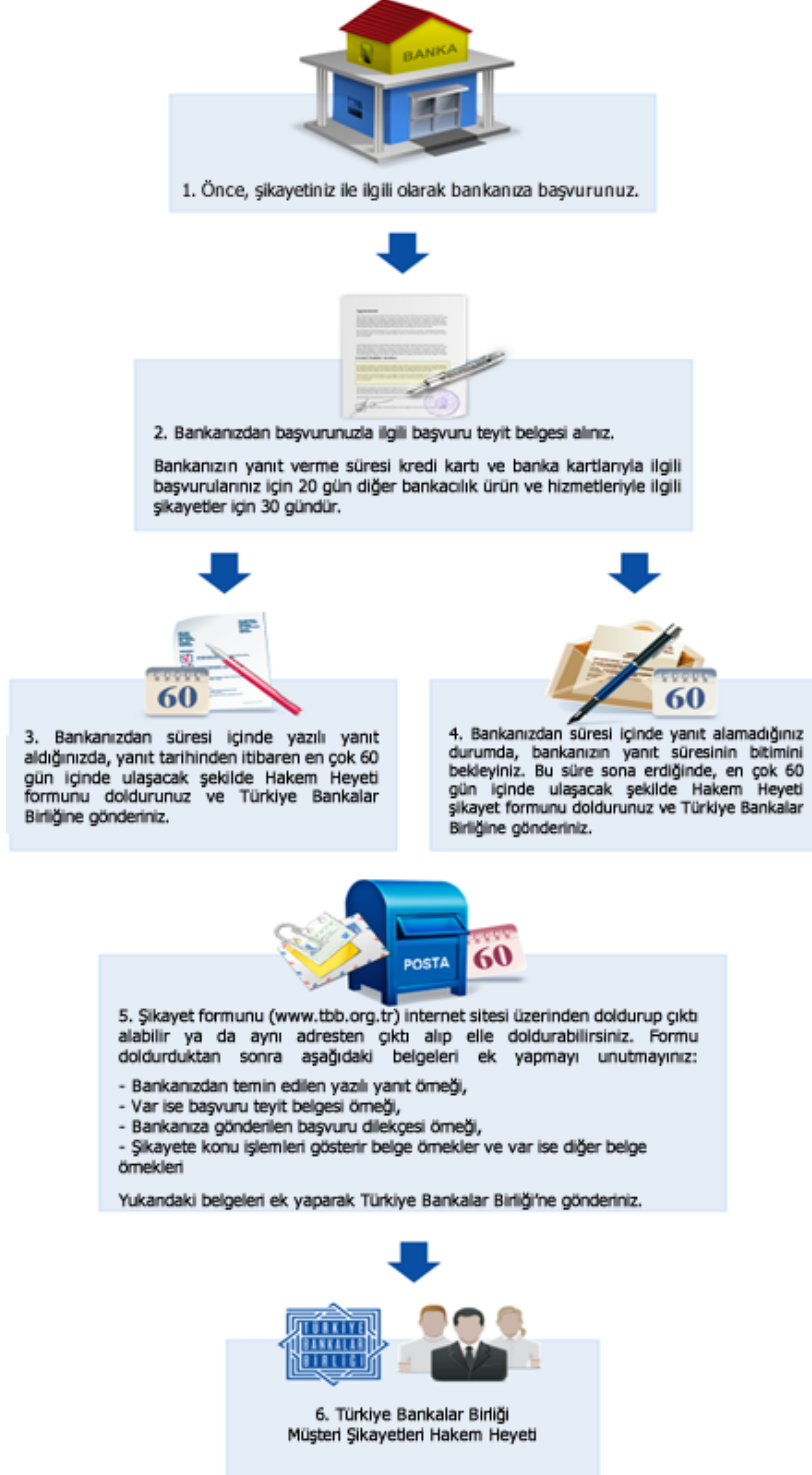 BANKA
1. Önce, şikayetiniz ile ilgili olarak bankanıza başvurunuz.
2. Bankanızdan başvurunuzla ilgili başvuru teyit belgesi alınız.
Bankanızın yanıt verme süresi kredi kartı ve banka kartlarıyla ilgili
başvurularınız için 20 gün diğer bankacılık ürün ve hizmetleriyle ilgili
şikayetler için 30 gündür.
60
3. Bankanızdan süresi içinde yazılı yanıt
aldığınızda, yanıt tarihinden itibaren en çok 60
gün içinde ulaşacak şekilde Hakem Heyeti
formunu doldurunuz ve Türkiye Bankalar
Birliğine gönderiniz.
60
4. Bankanızdan süresi içinde yanıt alamadığınız
durumda, bankanızın yanıt süresinin bitimini
bekleyiniz. Bu süre sona erdiğinde, en çok 60
gün içinde ulaşacak şekilde Hakem Heyeti
şikayet formunu doldurunuz ve Türkiye Bankalar
Birliğine gönderiniz.
POSTA
60
5. Şikayet formunu (www.tbb.org.tr) internet sitesi üzerinden doldurup çıktı
alabilir ya da aynı adresten çıktı alıp elle doldurabilirsiniz. Formu
doldurduktan sonra aşağıdaki belgeleri ek yapmayı unutmayınız:
- Bankanızdan temin edilen yazılı yanıt örneği,
- Var ise başvuru teyit belgesi örneği,
- Bankanıza gönderilen başvuru dilekçesi örneği,
- Şikayete konu işlemleri gösterir belge örnekler ve var ise diğer belge
örnekleri
Yukarıdaki belgeleri ek yaparak Türkiye Bankalar Birliği'ne gönderiniz.
TÜRKİYE
BANKALAR
BİRLİĞİ
6. Türkiye Bankalar Birliği
Müşteri Şikayetleri Hakem Heyeti